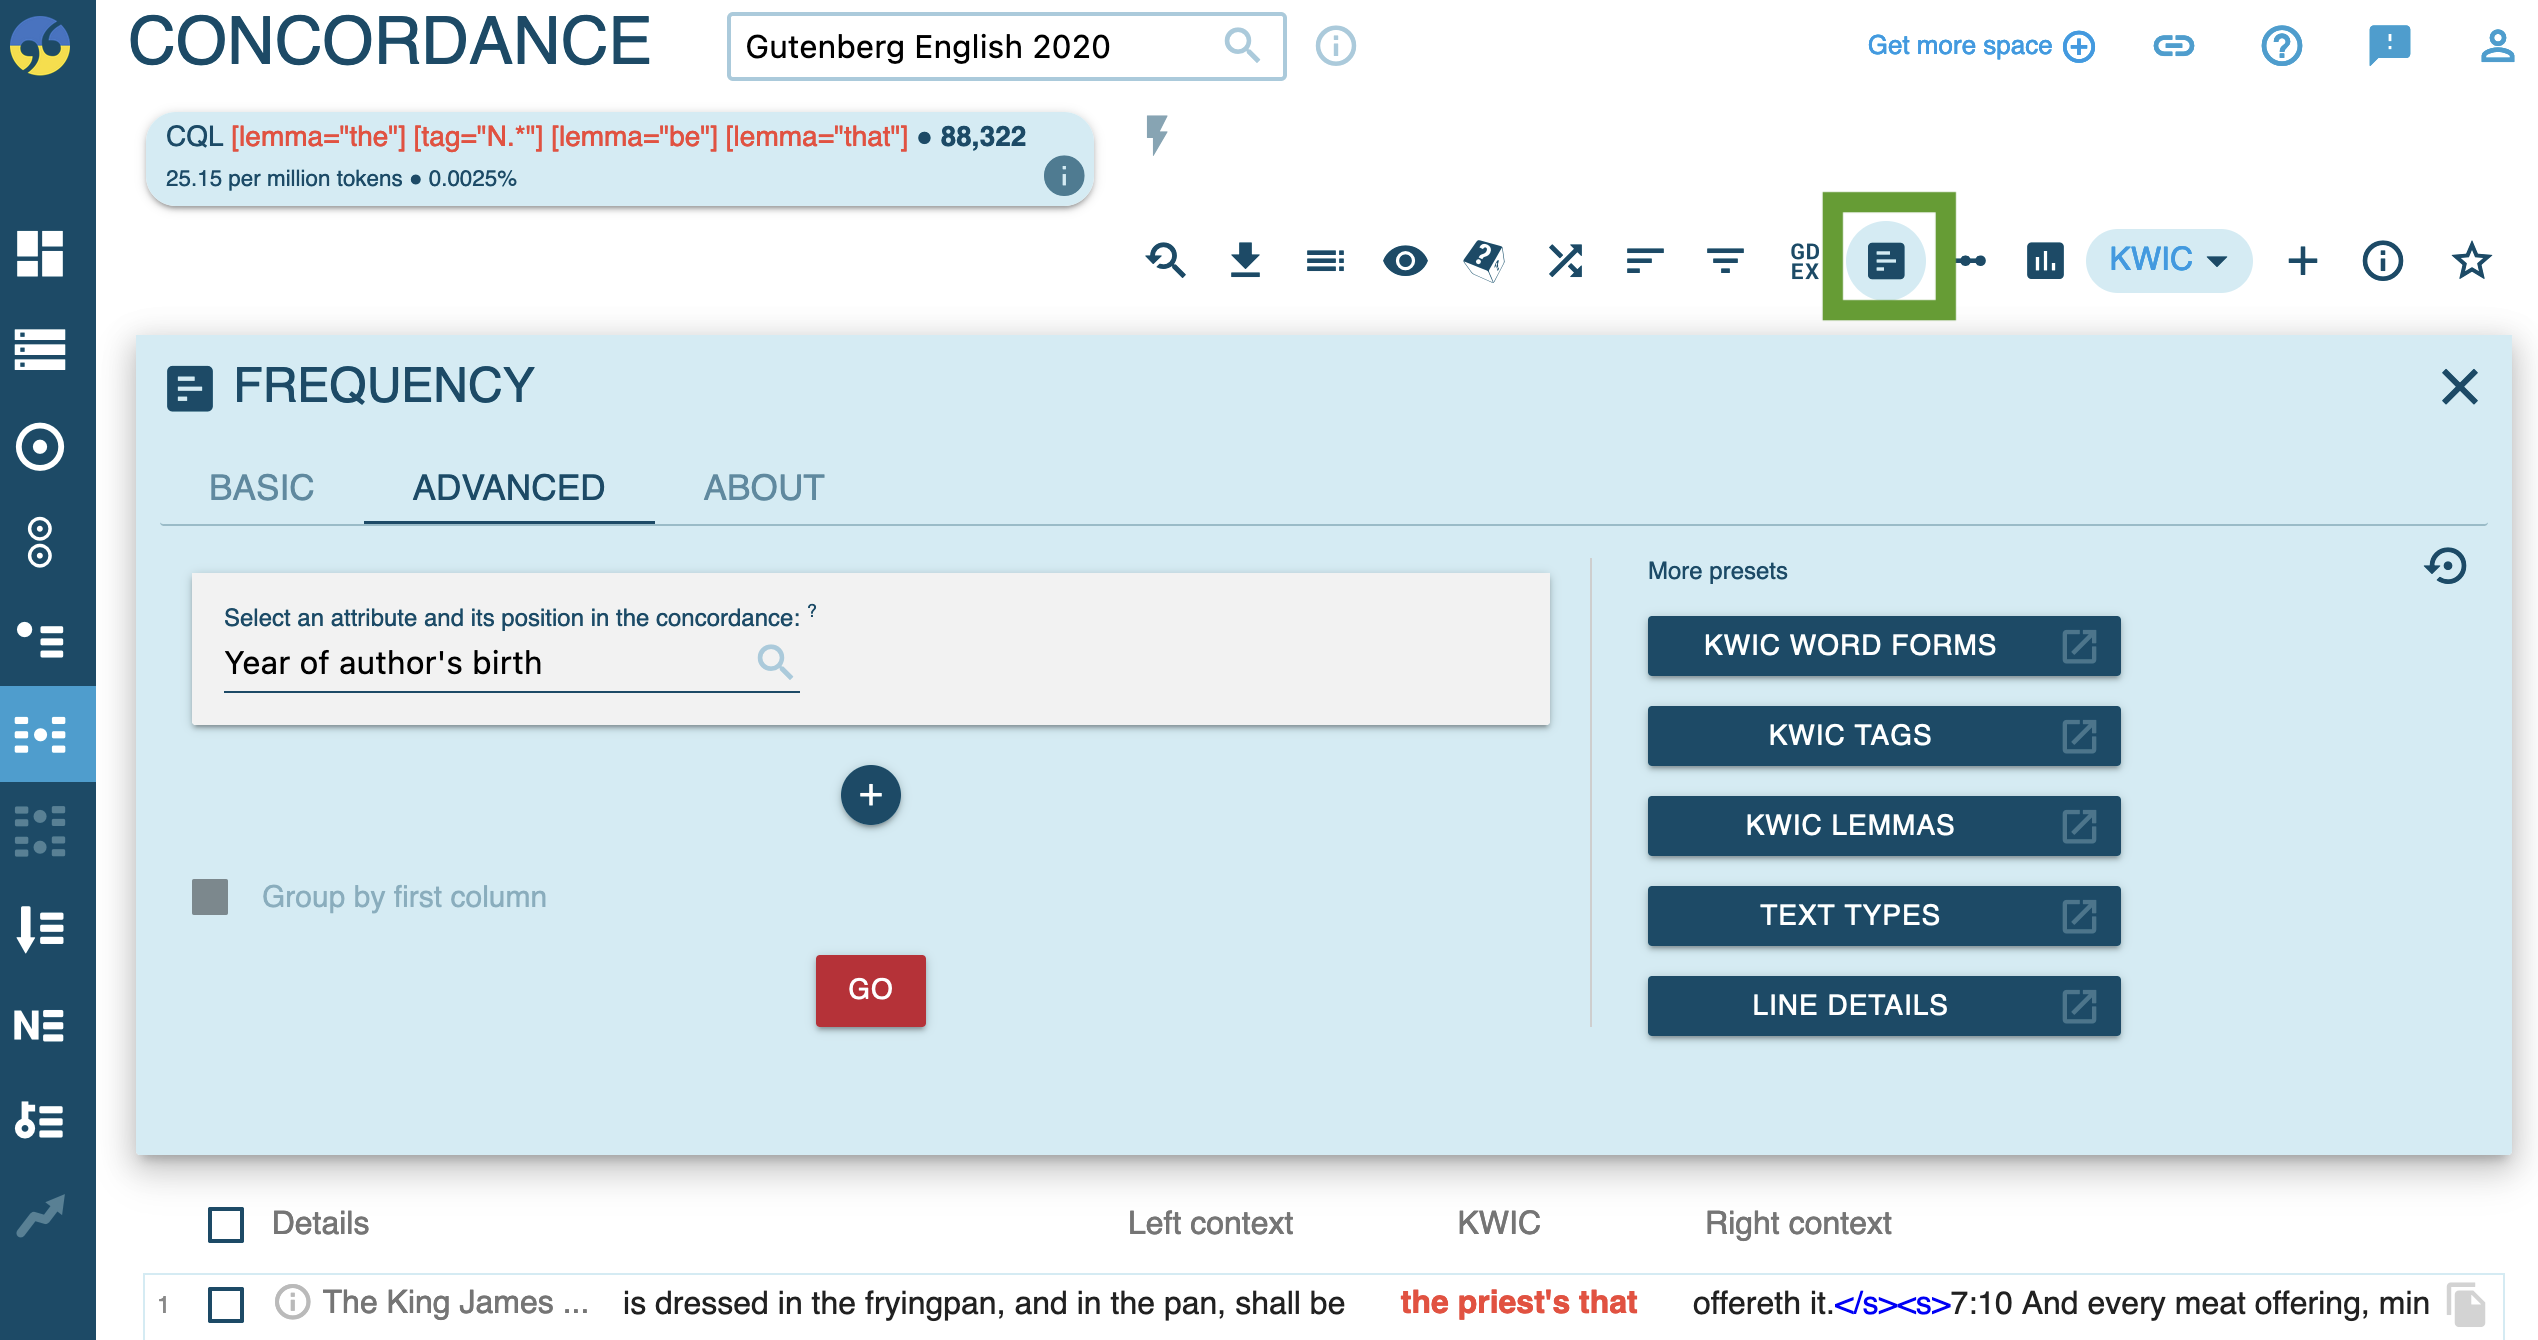 CONCORDANCE
Gutenberg English 2020
Get more space
CQL [lemma="the"] [tag="N.*"] [lemma="be"] [lemma="that"] ● 88,322
25.15 per million tokens ● 0.0025%
GD
EX
KWIC
FREQUENCY
BASIC
ADVANCED
ABOUT
Select an attribute and its position in the concordance: ?
Year of author's birth
+
Group by first column
GO
More presets
KWIC WORD FORMS
KWIC TAGS
KWIC LEMMAS
TEXT TYPES
LINE DETAILS
Details Left context KWIC Right context
1 The King James ... is dressed in the fryingpan, and in the pan, shall be the priest's that offereth it.</s><s>7:10 And every meat offering, min